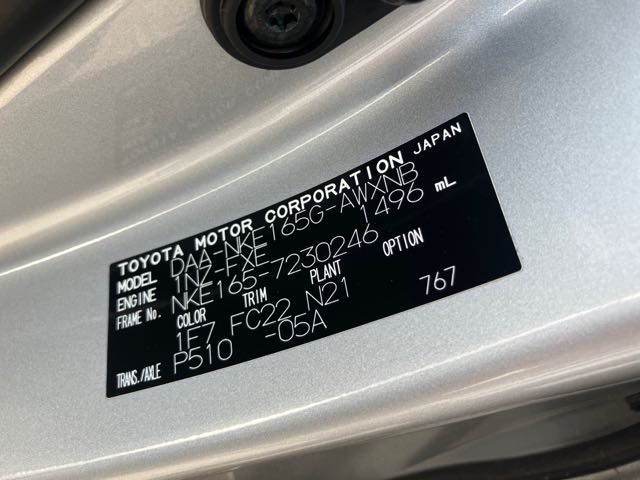 TOYOTA MOTOR CORPORATION JAPAN
MODEL DAA-NKE165G-AWXNB
ENGINE 1NZ-FXE 1496 mL
FRAME No. NKE165-7230246
COLOR TRIM PLANT OPTION
1F7 FC22 N21 767
TRANS./AXLE P510 -05A